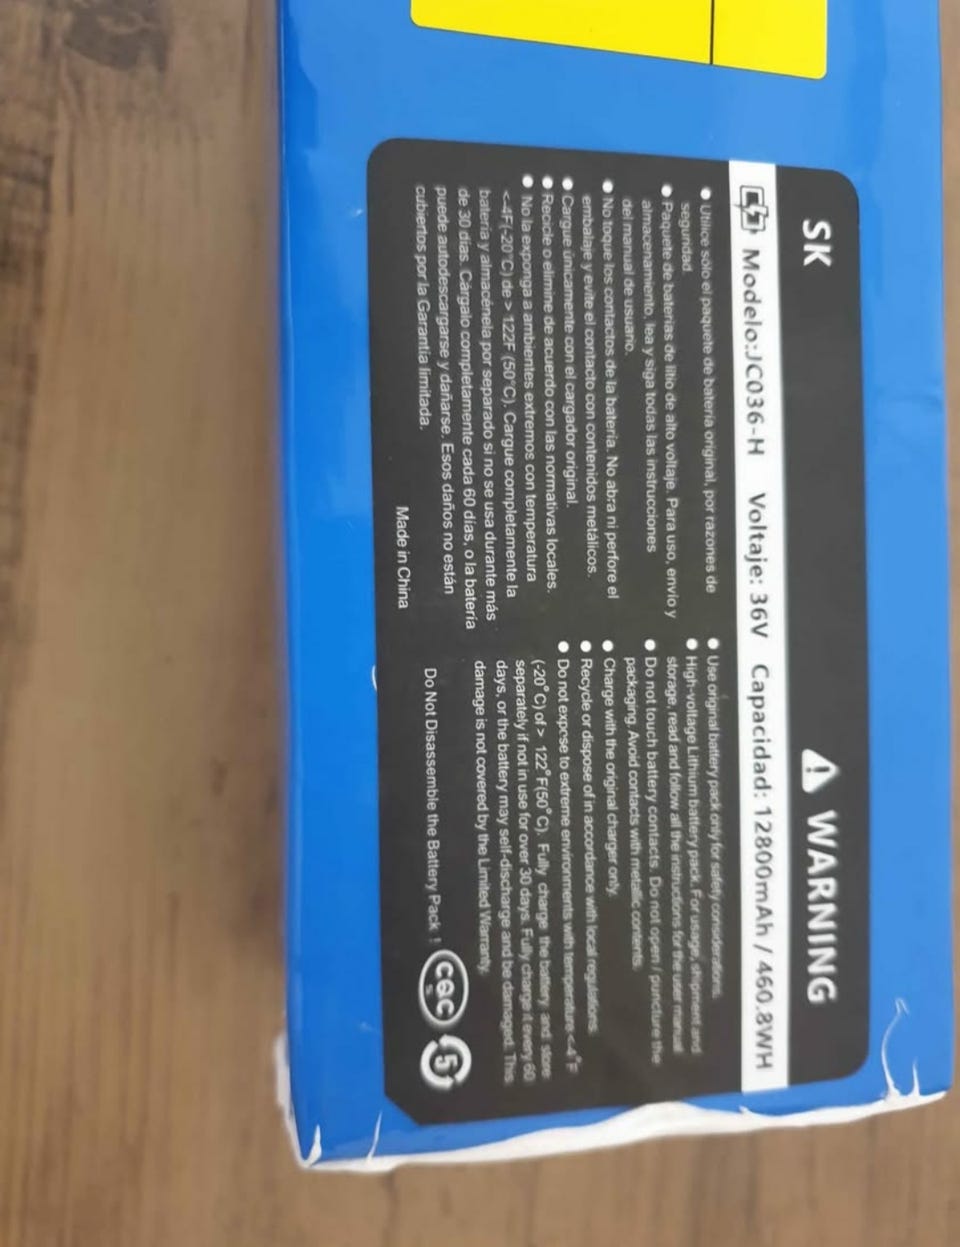 SK
⚠ WARNING
Modelo:JC036-H Voltaje: 36V Capacidad: 12800mAh / 460.8WH
● Utilice sólo el paquete de batería original, por razones de
seguridad.
● Paquete de baterías de litio de alto voltaje. Para uso, envío y
almacenamiento, lea y siga todas las instrucciones
del manual de usuario.
● No toque los contactos de la batería. No abra ni perfore el
embalaje y evite el contacto con contenidos metálicos.
● Cargue únicamente con el cargador original.
● Recicle o elimine de acuerdo con las normativas locales.
● No la exponga a ambientes extremos con temperatura
<-4F(-20°C) de > 122F (50°C). Cargue completamente la
batería y almacénela por separado si no se usa durante más
de 30 días. Cárgalo completamente cada 60 días, o la batería
puede autodescargarse y dañarse. Esos daños no están
cubiertos por la Garantía limitada.
Made in China
● Use original battery pack only for safety considerations.
● High-voltage Lithium battery pack. For usage, shipment and
storage, read and follow all the instructions for the user manual
● Do not touch battery contacts. Do not open / puncture the
packaging. Avoid contacts with metallic contents.
● Charge with the original charger only.
● Recycle or dispose of in accordance with local regulations.
● Do not expose to extreme environments with temperature<-4°F
(-20°C) of > 122°F(50°C). Fully charge the battery and store
separately if not in use for over 30 days. Fully charge it every 60
days, or the battery may self-discharge and be damaged. This
damage is not covered by the Limited Warranty.
Do Not Disassemble the Battery Pack !
CQC
S
5